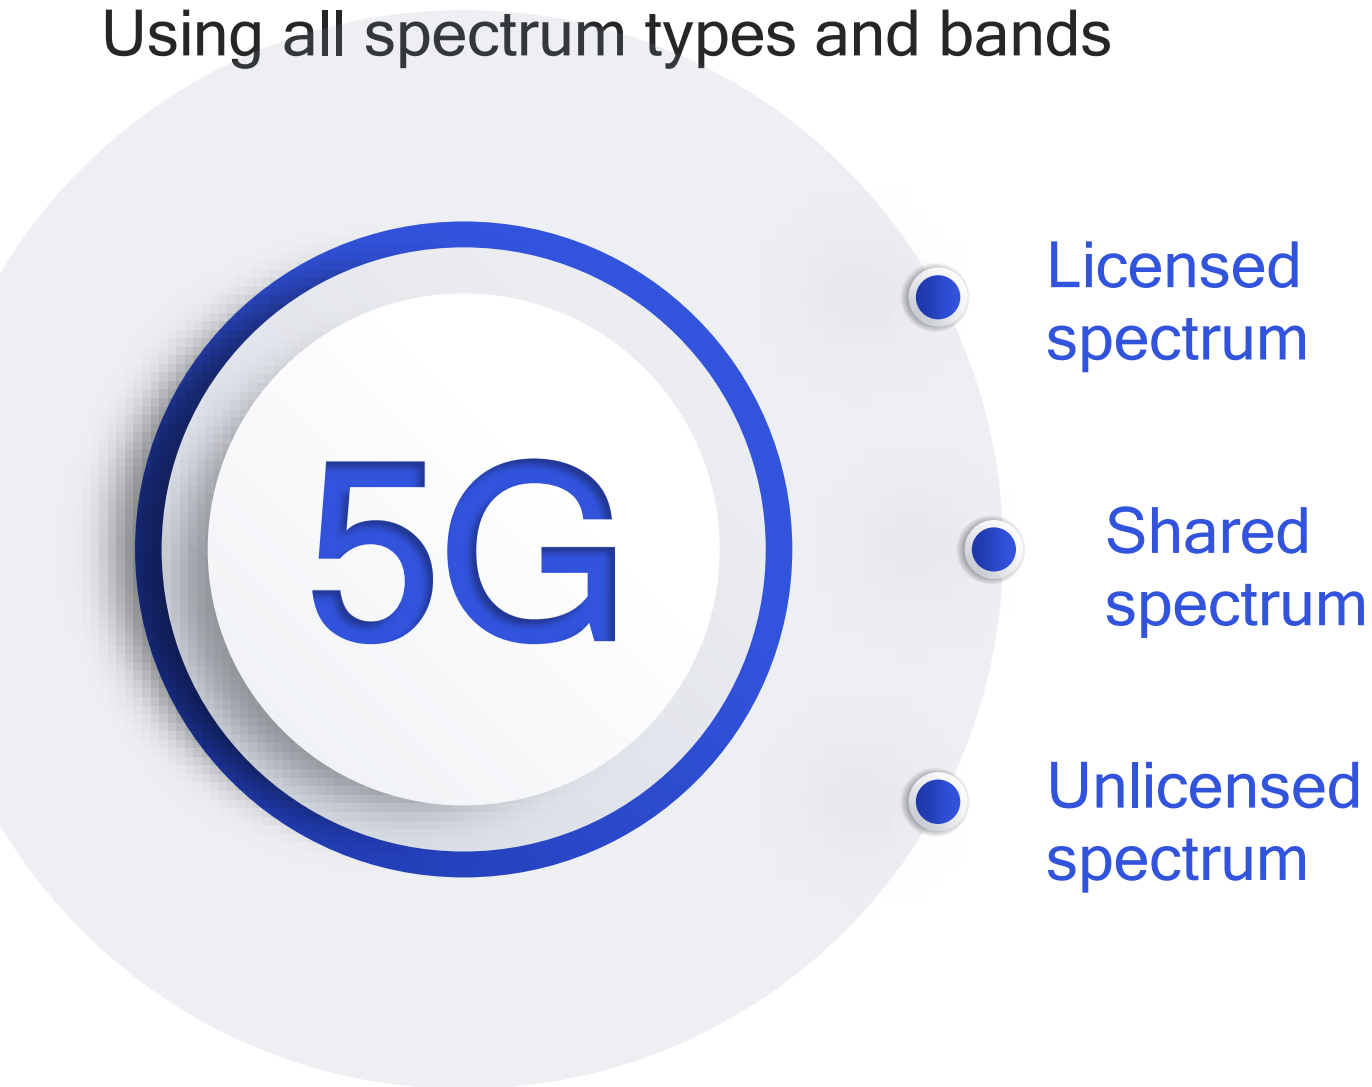 Using all spectrum types and bands
5G
Licensed
spectrum
Shared
spectrum
Unlicensed
spectrum